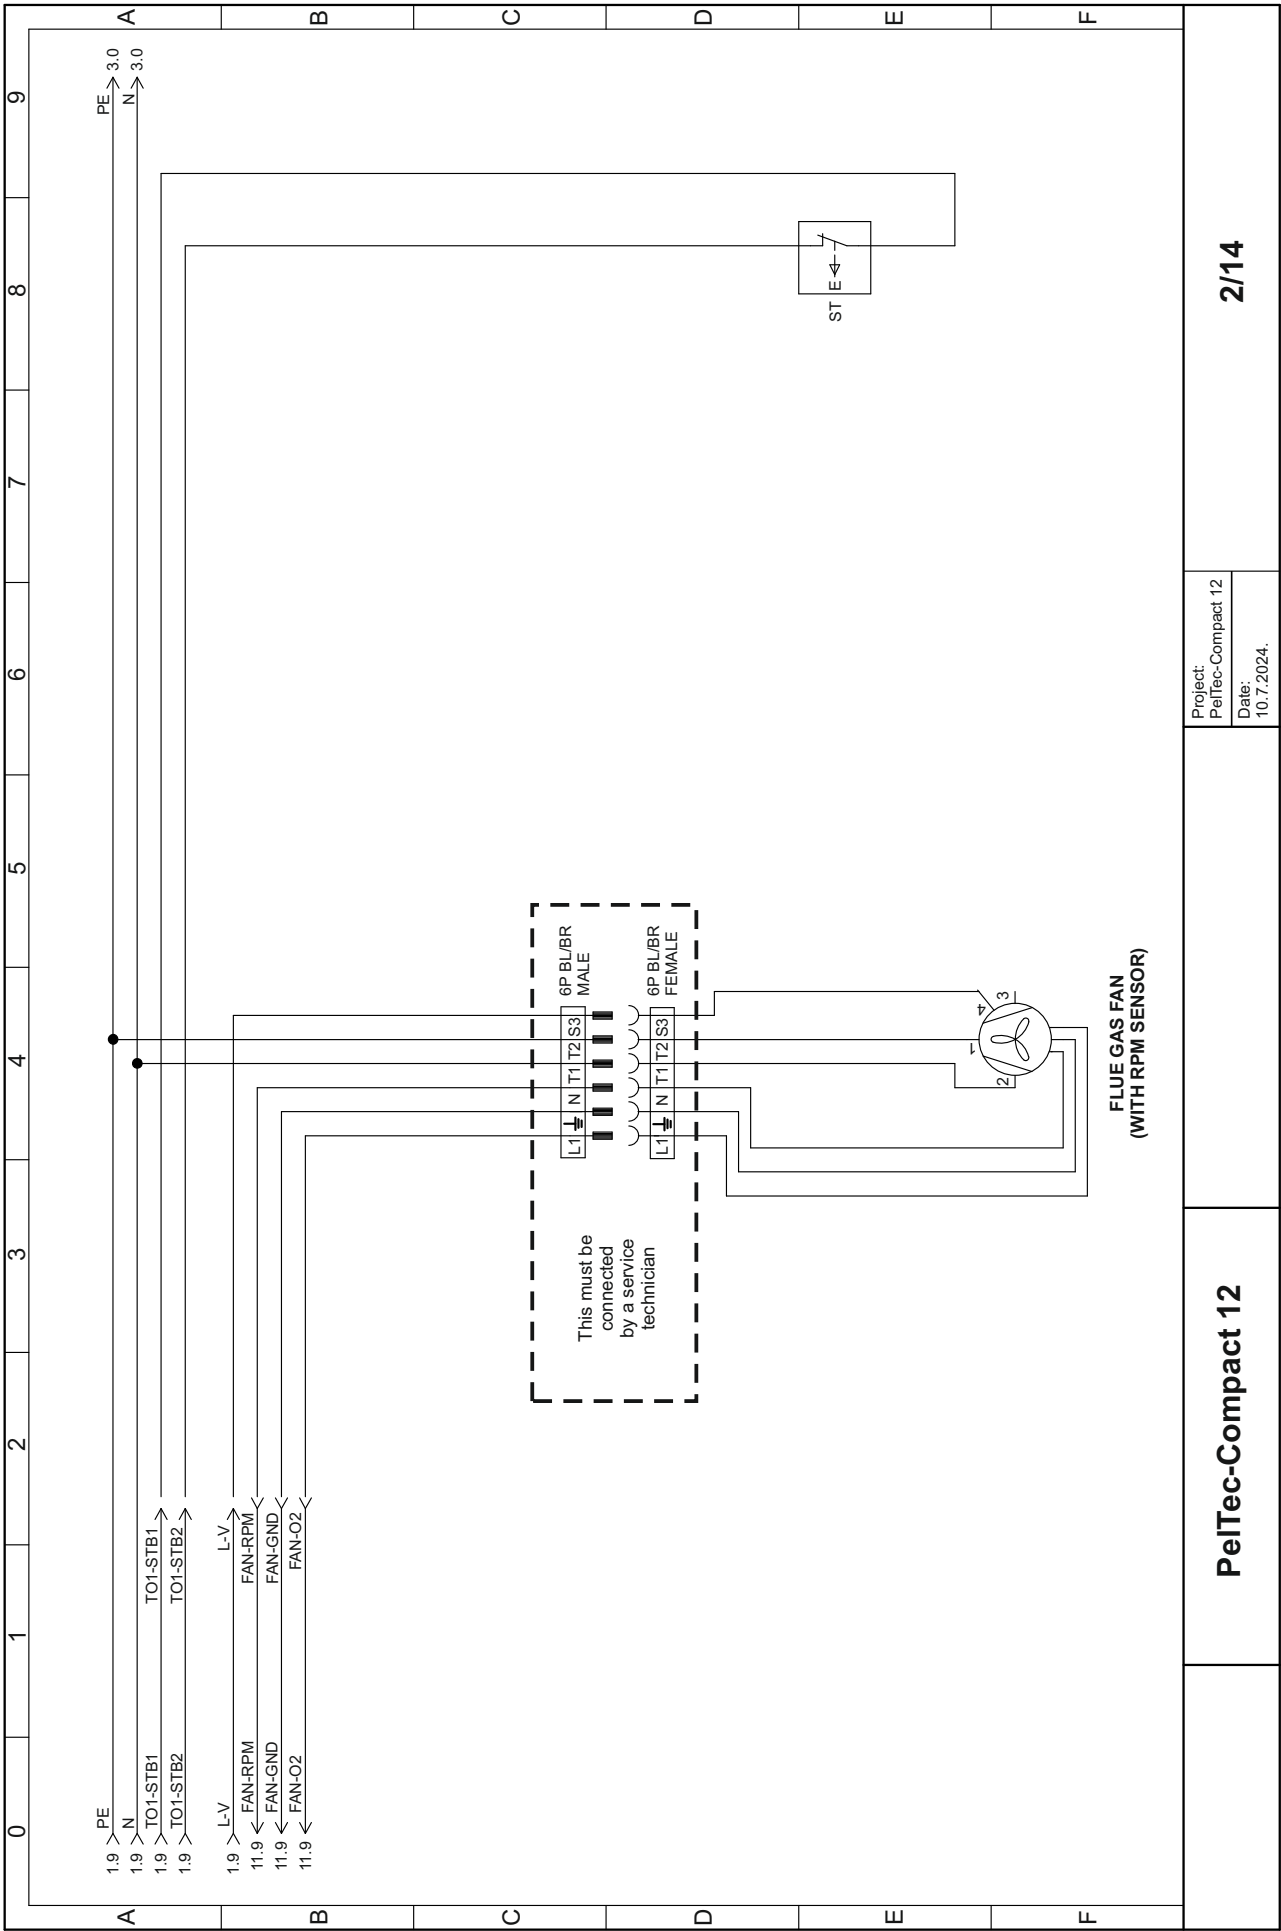 0 1 2 3 4 5 6 7 8 9
A
B
C
D
E
F
A
B
C
D
E
F
1.9 PE
1.9 N
1.9 TO1-STB1
1.9 TO1-STB2
1.9 L-V
11.9 FAN-RPM
11.9 FAN-GND
11.9 FAN-O2
TO1-STB1
TO1-STB2
L-V
FAN-RPM
FAN-GND
FAN-O2
PE 3.0
N 3.0
This must be
connected
by a service
technician
L1 N T1 T2 S3
6P BL/BR
MALE
L1 N T1 T2 S3
6P BL/BR
FEMALE
1
2
3
4
FLUE GAS FAN
(WITH RPM SENSOR)
ST E
PelTec-Compact 12
Project:
PelTec-Compact 12
Date:
10.7.2024.
2/14